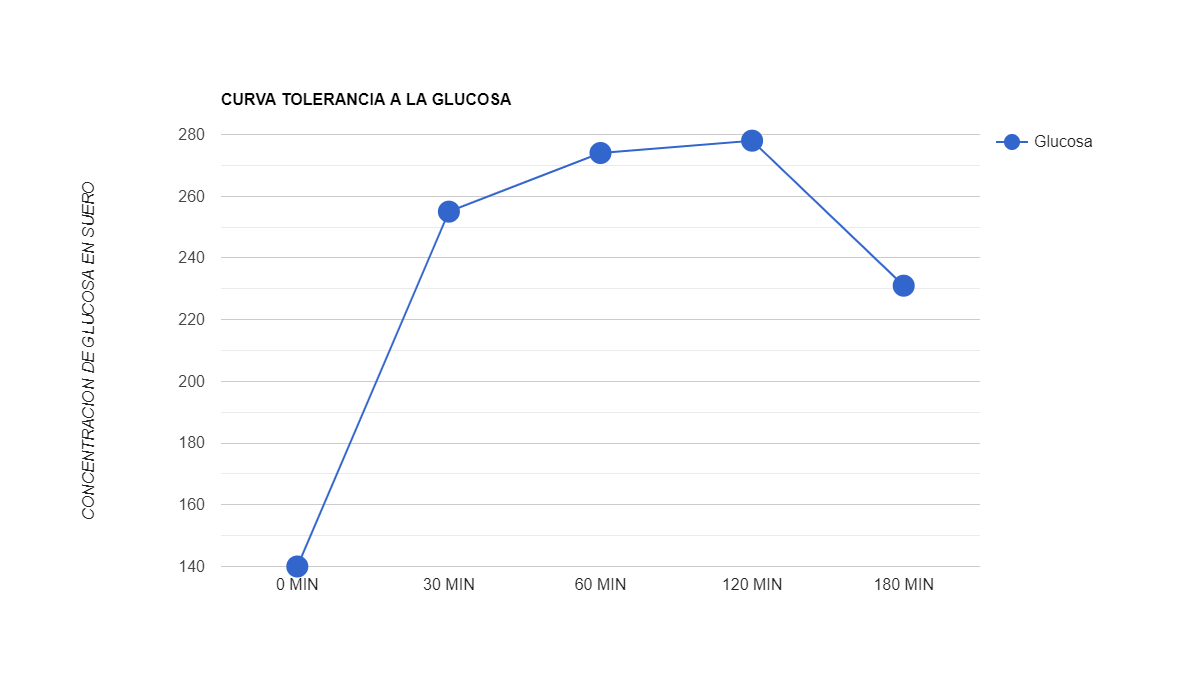 CURVA TOLERANCIA A LA GLUCOSA
CONCENTRACION DE GLUCOSA EN SUERO
280
260
240
220
200
180
160
140
0 MIN
30 MIN
60 MIN
120 MIN
180 MIN
Glucosa